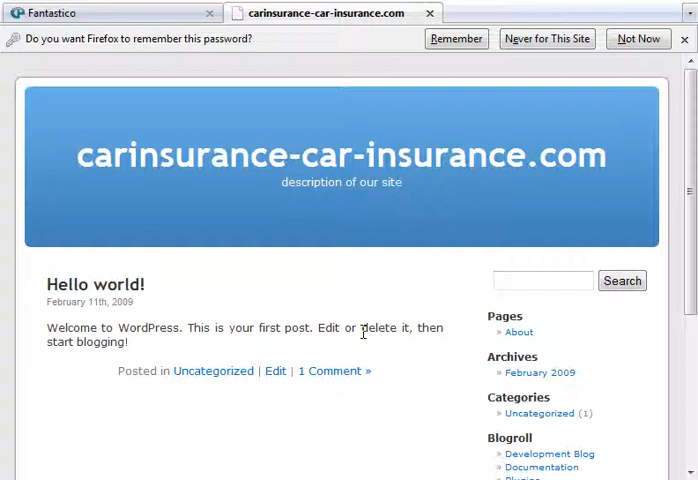 Fantastico
carinsurance-car-insurance.com
Do you want Firefox to remember this password?
Remember
Never for This Site
Not Now
carinsurance-car-insurance.com
description of our site
Hello world!
February 11th, 2009
Welcome to WordPress. This is your first post. Edit or delete it, then
start blogging!
Posted in Uncategorized | Edit | 1 Comment »
Search
Pages
» About
Archives
» February 2009
Categories
» Uncategorized (1)
Blogroll
» Development Blog
» Documentation
» Plugins